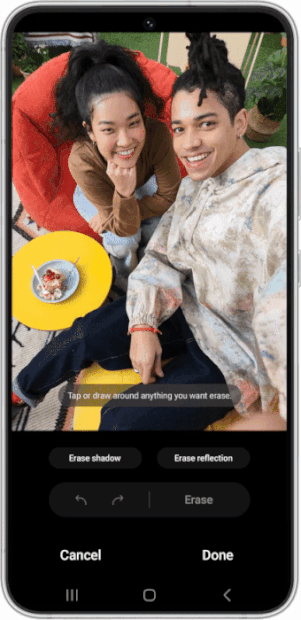 Tap or draw around anything you want erase.
Erase shadow
Erase reflection
Erase
Cancel
Done